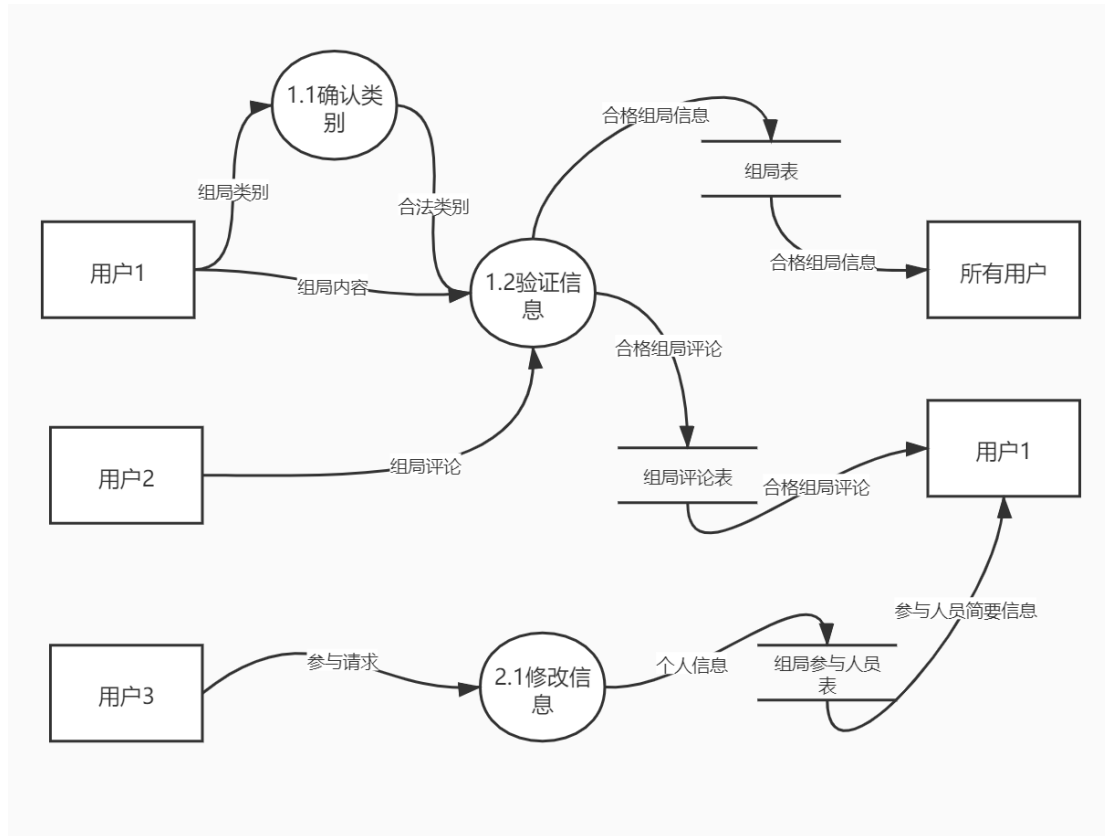 1.1确认类
别
合格组局信息
组局表
组局类别
合法类别
用户1
组局内容
1.2验证信
息
合格组局信息
所有用户
合格组局评论
用户2
组局评论
组局评论表
合格组局评论
用户1
参与人员简要信息
用户3
参与请求
2.1修改信
息
个人信息
组局参与人员
表